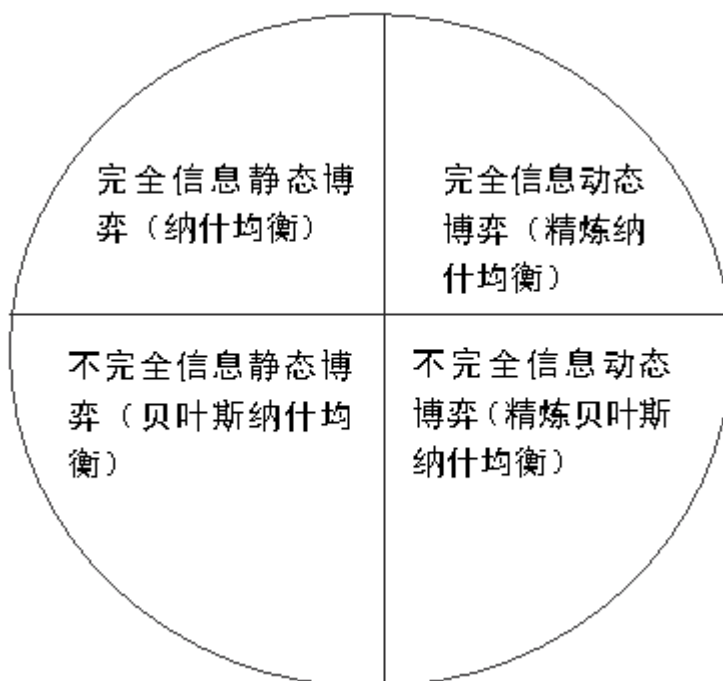 完全信息静态博
弈（纳什均衡）
完全信息动态
博弈（精炼纳
什均衡）
不完全信息静态博
弈（贝叶斯纳什均
衡）
不完全信息动态
博弈（精炼贝叶斯
纳什均衡）